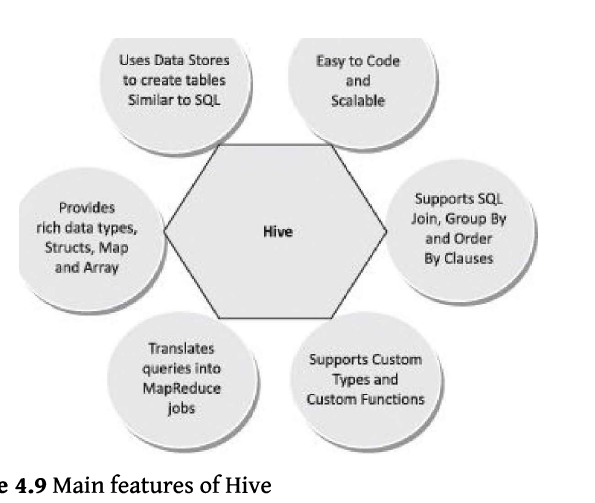 Uses Data Stores
to create tables
Similar to SQL
Easy to Code
and
Scalable
Provides
rich data types,
Structs, Map
and Array
Hive
Supports SQL
Join, Group By
and Order
By Clauses
Translates
queries into
MapReduce
jobs
Supports Custom
Types and
Custom Functions
e 4.9 Main features of Hive